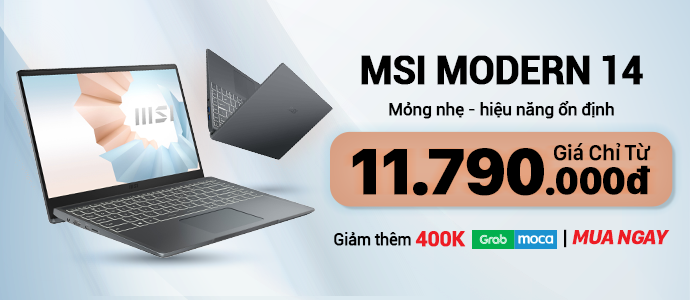 MSI MODERN 14
Mỏng nhẹ - hiệu năng ổn định
Giá Chỉ Từ
11.790.000đ
Giảm thêm 400K Grab moca | MUA NGAY
msi